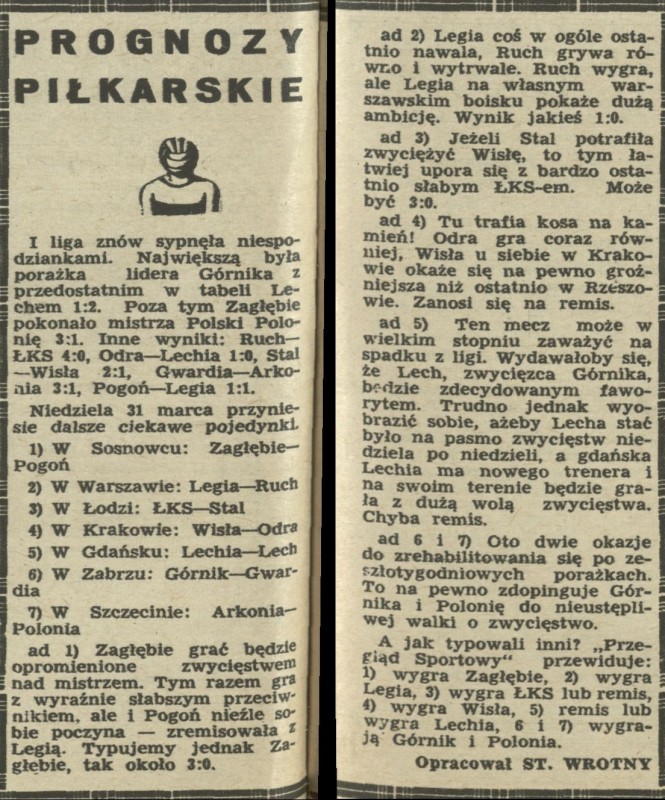 PROGNOZY
PIŁKARSKIE
I liga znów sypnęła niespo-
dziankami. Największą była
porażka lidera Górnika z
przedostatnim w tabeli Le-
chem 1:2. Poza tym Zagłębie
pokonało mistrza Polski Polo-
nię 3:1. Inne wyniki: Ruch—
ŁKS 4:0, Odra—Lechia 1:0, Stal
—Wisła 2:1, Gwardia—Arko-
nia 3:1, Pogoń—Legia 1:1.
Niedziela 31 marca przynie-
sie dalsze ciekawe pojedynki.
1) W Sosnowcu: Zagłębie—
Pogoń
2) W Warszawie: Legia—Ruch
3) W Łodzi: ŁKS—Stal
4) W Krakowie: Wisła—Odra
5) W Gdańsku: Lechia—Lech
6) W Zabrzu: Górnik—Gwar-
dia
7) W Szczecinie: Arkonia—
Polonia
ad 1) Zagłębie grać będzie
opromienione zwycięstwem
nad mistrzem. Tym razem gra
z wyraźnie słabszym przeciw-
nikiem, ale i Pogoń nieźle so-
bie poczyna — zremisowała z
Legią. Typujemy jednak Za-
głębie, tak około 3:0.
ad 2) Legia coś w ogóle osta-
tnio nawala, Ruch grywa ró-
wno i wytrwale. Ruch wygra,
ale Legia na własnym war-
szawskim boisku pokaże dużą
ambicję. Wynik jakieś 1:0.
ad 3) Jeżeli Stal potrafiła
zwyciężyć Wisłę, to tym ła-
twiej upora się z bardzo osta-
tnio słabym ŁKS-em. Może
być 3:0.
ad 4) Tu trafia kosa na ka-
mień! Odra gra coraz rów-
niej, Wisła u siebie w Krako-
wie okaże się na pewno groź-
niejsza niż ostatnio w Rzeszo-
wie. Zanosi się na remis.
ad 5) Ten mecz może w
wielkim stopniu zaważyć na
spadku z ligi. Wydawałoby się,
że Lech, zwycięzca Górnika,
będzie zdecydowanym fawo-
rytem. Trudno jednak wyo-
brazić sobie, ażeby Lecha stać
było na pasmo zwycięstw nie-
dziela po niedzieli, a gdańska
Lechia ma nowego trenera i
na swoim terenie będzie gra-
ła z dużą wolą zwycięstwa.
Chyba remis.
ad 6 i 7) Oto dwie okazje
do zrehabilitowania się po ze-
szłotygodniowych porażkach.
To na pewno zdopinguje Gór-
nika i Polonię do nieustępli-
wej walki o zwycięstwo.
A jak typowali inni? „Prze-
gląd Sportowy“ przewiduje:
1) wygra Zagłębie, 2) wygra
Legia, 3) wygra ŁKS lub remis,
4) wygra Wisła, 5) remis lub
wygra Lechia, 6 i 7) wygra-
ją Górnik i Polonia.
Opracował ST. WROTNY